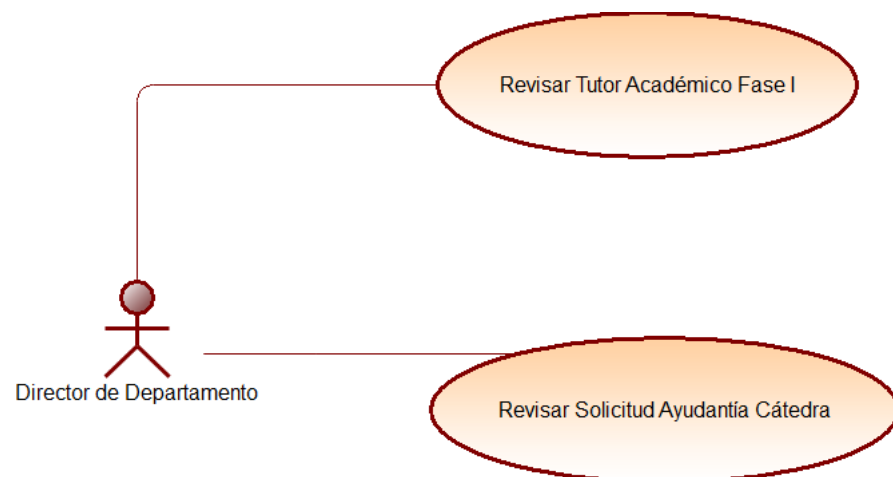 Revisar Tutor Académico Fase I
Director de Departamento
Revisar Solicitud Ayudantía Cátedra